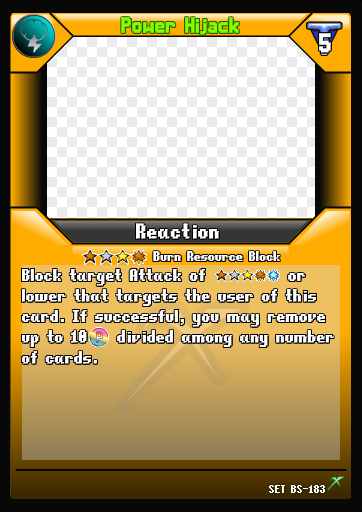 Power Hijack
5
Reaction
Burn Resource Block
Block target Attack of or
lower that targets the user of this
card. If successful, you may remove
up to 10 P divided among any number
of cards.
SET BS-183